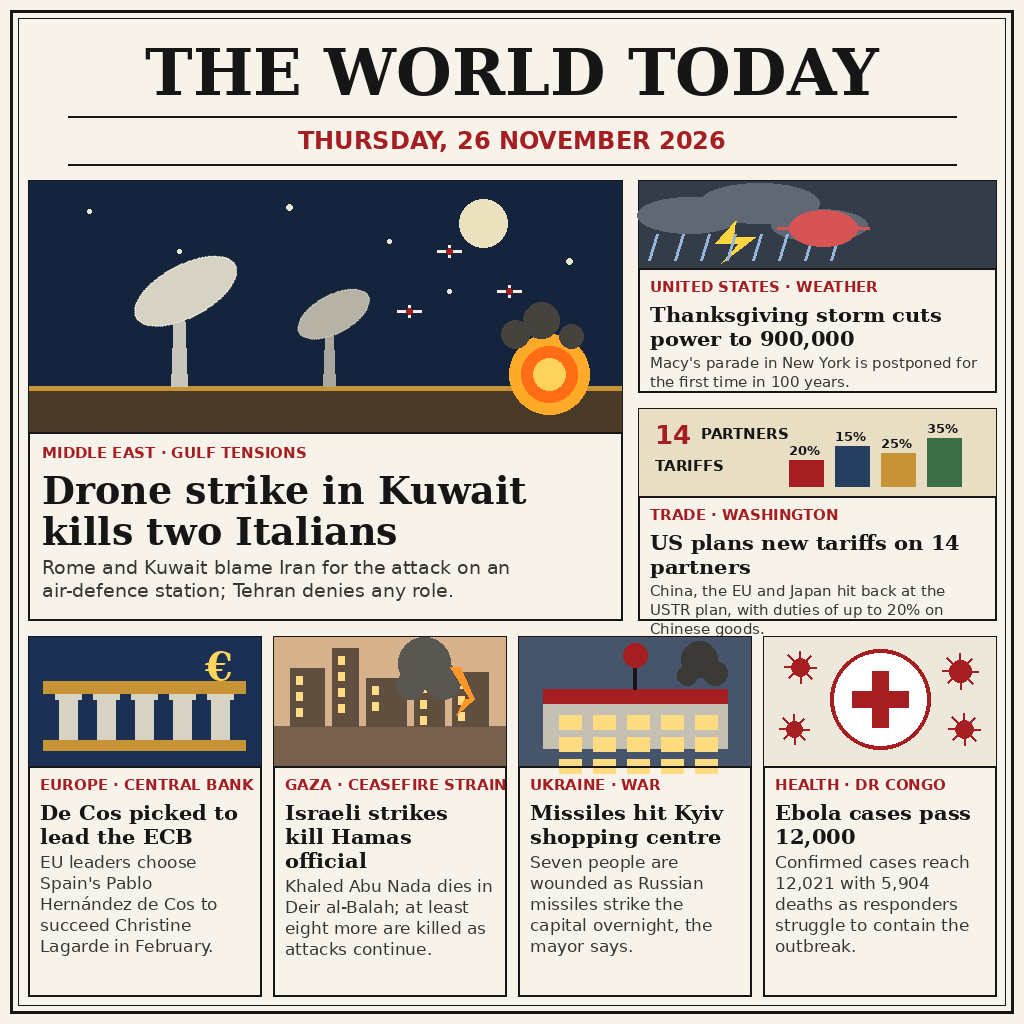 THE WORLD TODAY
THURSDAY, 26 NOVEMBER 2026
MIDDLE EAST · GULF TENSIONS
Drone strike in Kuwait
kills two Italians
Rome and Kuwait blame Iran for the attack on an
air-defence station; Tehran denies any role.
UNITED STATES · WEATHER
Thanksgiving storm cuts
power to 900,000
Macy's parade in New York is postponed for
the first time in 100 years.
14 PARTNERS
TARIFFS
20%
15%
25%
35%
TRADE · WASHINGTON
US plans new tariffs on 14
partners
China, the EU and Japan hit back at the
USTR plan, with duties of up to 20% on
Chinese goods.
€
EUROPE · CENTRAL BANK
De Cos picked to
lead the ECB
EU leaders choose
Spain's Pablo
Hernández de Cos to
succeed Christine
Lagarde in February.
GAZA · CEASEFIRE STRAIN
Israeli strikes
kill Hamas
official
Khaled Abu Nada dies in
Deir al-Balah; at least
eight more are killed as
attacks continue.
UKRAINE · WAR
Missiles hit Kyiv
shopping centre
Seven people are
wounded as Russian
missiles strike the
capital overnight, the
mayor says.
HEALTH · DR CONGO
Ebola cases pass
12,000
Confirmed cases reach
12,021 with 5,904
deaths as responders
struggle to contain the
outbreak.